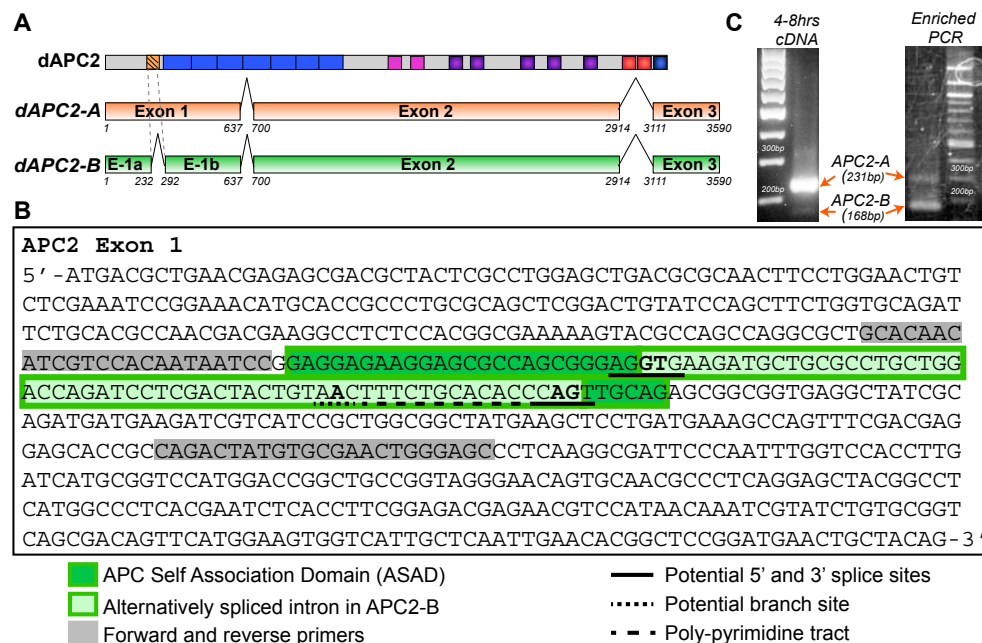 A
dAPC2
dAPC2-A
Exon 1
Exon 2
Exon 3
1
637
700
2914
3111
3590
dAPC2-B
E-1a
E-1b
Exon 2
Exon 3
1
232
292
637
700
2914
3111
3590
C
4-8hrs
cDNA
Enriched
PCR
300bp
200bp
APC2-A
(231bp)
APC2-B
(168bp)
300bp
200bp
B
APC2 Exon 1
5'-ATGACGCTGAACGAGAGCGACGCTACTCGCCTGGAGCTGACGCGCAACTTCCTGGAACTGT
CTCGAAATCCGGAAACATGCACCGCCCTGCGCAGCTCGGACTGTATCCAGCTTCTGGTGCAGAT
TCTGCACGCCAACGACGAAGGCCTCTCCACGGCGAAAAAGTACGCCAGCCAGGCGCTGCACAAC
ATCGTCCACAATAATCCGGAGGAGAAGGAGCGCCAGCGGGAGGTGAAGATGCTGCGCCTGCTGG
ACCAGATCCTCGACTACTGTAACTTTCTGCACACCCAGTTGCAGAGCGGCGGTGAGGCTATCGC
AGATGATGAAGATCGTCATCCGCTGGCGGCTATGAAGCTCCTGATGAAAGCCAGTTTCGACGAG
GAGCACCGCCAGACTATGTGCGAACTGGGAGCCCTCAAGGCGATTCCCAATTTGGTCCACCTTG
ATCATGCGGTCCATGGACCGGCTGCCGGTAGGGAACAGTGCAACGCCCTCAGGAGCTACGGCCT
CATGGCCCTCACGAATCTCACCTTCGGAGACGAGAACGTCCATAACAAATCGTATCTGTGCGGT
CAGCGACAGTTCATGGAAGTGGTCATTGCTCAATTGAACACGGCTCCGGATGAACTGCTACAG-3'
APC Self Association Domain (ASAD)
Alternatively spliced intron in APC2-B
Forward and reverse primers
Potential 5' and 3' splice sites
Potential branch site
Poly-pyrimidine tract